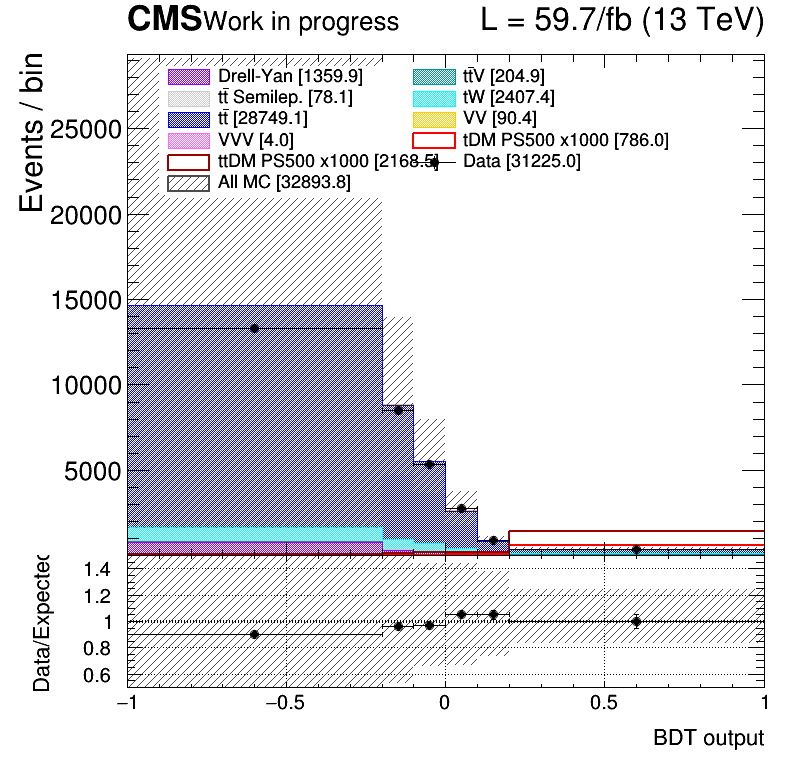 CMS Work in progress L = 59.7/fb (13 TeV)
Events / bin
Drell-Yan [1359.9] tt̄V [204.9]
tt̄ Semilep. [78.1] tW [2407.4]
tt̄ [28749.1] VV [90.4]
VVV [4.0] tDM PS500 x1000 [786.0]
ttDM PS500 x1000 [2168.5] Data [31225.0]
All MC [32893.8]
25000
20000
15000
10000
5000
Data/Expected
1.4
1.2
1
0.8
0.6
−1 −0.5 0 0.5 1
BDT output